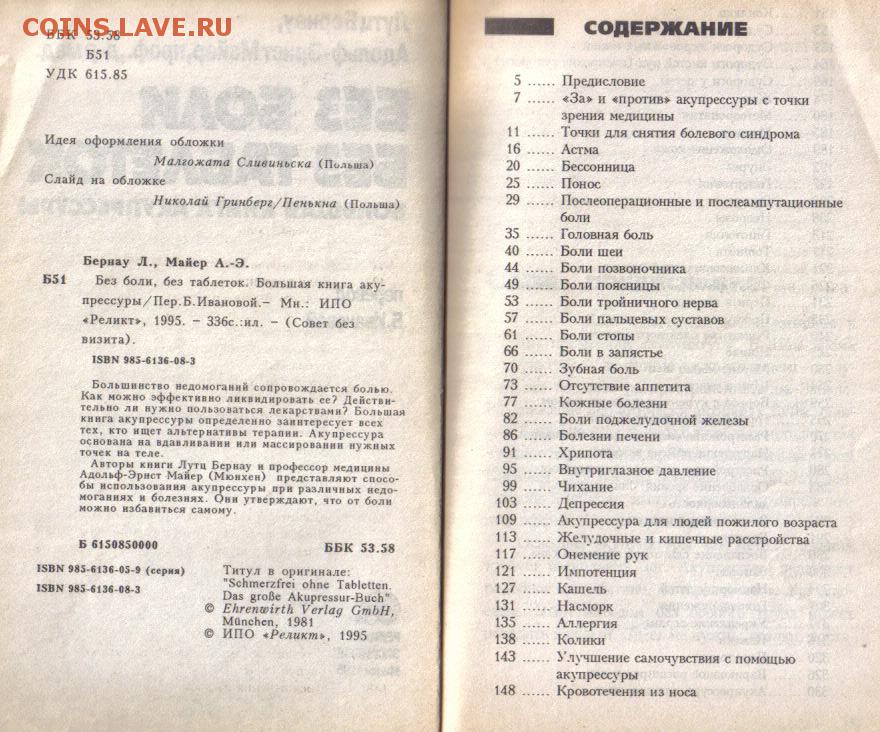 COINS.LAVE.RU
ББК 53.58
Б51
УДК 615.85
Идея оформления обложки
Малгожата Сливиньска (Польша)
Слайд на обложке
Николай Гринберг/Пенькна (Польша)
Бернау Л., Майер А.-Э.
Б51 Без боли, без таблеток. Большая книга аку-
прессуры/Пер.Б.Ивановой.– Мн.: ИПО
«Реликт», 1995. – 336с.:ил. – (Совет без
визита).
ISBN 985-6136-08-3
Большинство недомоганий сопровождается болью.
Как можно эффективно ликвидировать ее? Действи-
тельно ли нужно пользоваться лекарствами? Большая
книга акупрессуры определенно заинтересует всех
тех, кто ищет альтернативы терапии. Акупрессура
основана на вдавливании или массировании нужных
точек на теле.
Авторы книги Лутц Бернау и профессор медицины
Адольф-Эрнст Майер (Мюнхен) представляют спосо-
бы использования акупрессуры при различных недо-
моганиях и болезнях. Они утверждают, что от боли
можно избавиться самому.
Б 6150850000 ББК 53.58
ISBN 985-6136-05-9 (серия)
ISBN 985-6136-08-3
Титул в оригинале:
"Schmerzfrei ohne Tabletten.
Das große Akupressur-Buch"
© Ehrenwirth Verlag GmbH,
München, 1981
© ИПО «Реликт», 1995
СОДЕРЖАНИЕ
5 ...... Предисловие
7 ...... «За» и «против» акупрессуры с точки
зрения медицины
11 ...... Точки для снятия болевого синдрома
16 ...... Астма
20 ...... Бессонница
25 ...... Понос
29 ...... Послеоперационные и послеампутационные
боли
35 ...... Головная боль
40 ...... Боли шеи
44 ...... Боли позвоночника
49 ...... Боли поясницы
53 ...... Боли тройничного нерва
57 ...... Боли пальцевых суставов
61 ...... Боли стопы
66 ...... Боли в запястье
70 ...... Зубная боль
73 ...... Отсутствие аппетита
77 ...... Кожные болезни
82 ...... Боли поджелудочной железы
86 ...... Болезни печени
91 ...... Хрипота
95 ...... Внутриглазное давление
99 ...... Чихание
103 ...... Депрессия
109 ...... Акупрессура для людей пожилого возраста
113 ...... Желудочные и кишечные расстройства
117 ...... Онемение рук
121 ...... Импотенция
127 ...... Кашель
131 ...... Насморк
135 ...... Аллергия
138 ...... Колики
143 ...... Улучшение самочувствия с помощью
акупрессуры
148 ...... Кровотечения из носа